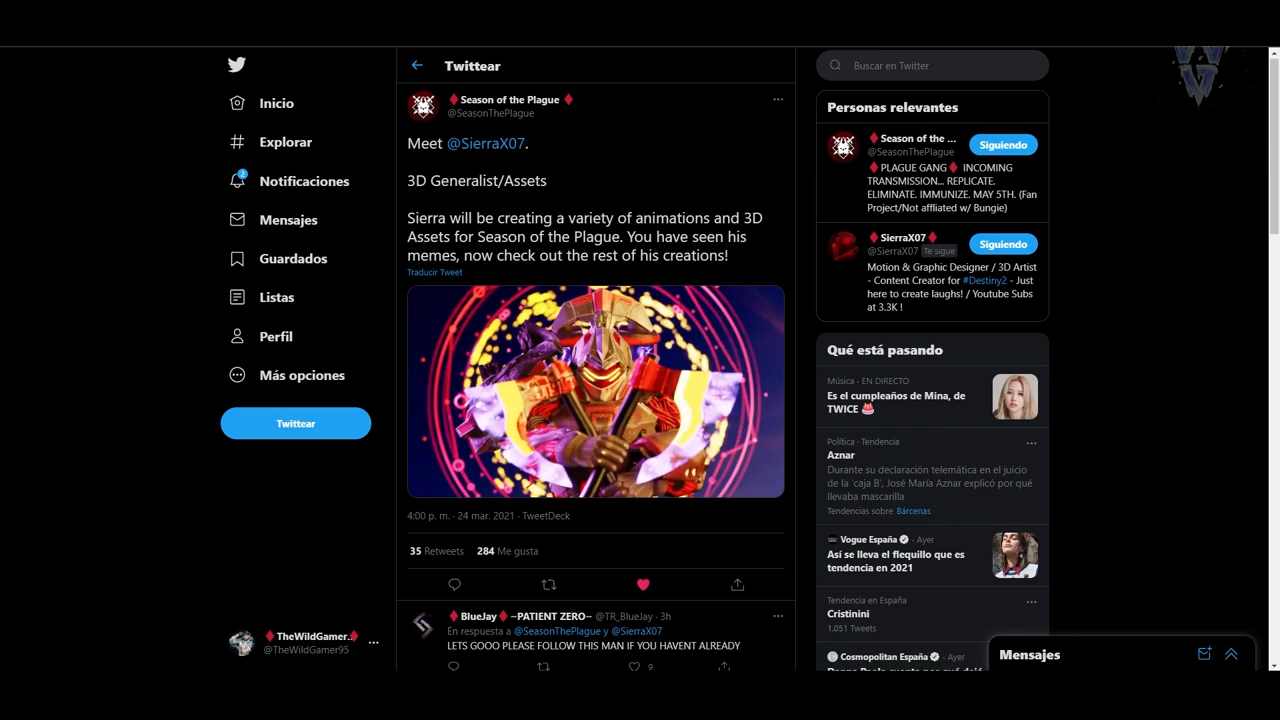 Inicio
Explorar
2
Notificaciones
Mensajes
Guardados
Listas
Perfil
Más opciones
Twittear
TheWildGamer..
@TheWildGamer95
Twittear
Season of the Plague
@SeasonThePlague
Meet @SierraX07.
3D Generalist/Assets
Sierra will be creating a variety of animations and 3D
Assets for Season of the Plague. You have seen his
memes, now check out the rest of his creations!
Traducir Tweet
4:00 p. m. · 24 mar. 2021 · TweetDeck
35 Retweets 284 Me gusta
BlueJay ~PATIENT ZERO~ @TR_BlueJay · 3h
En respuesta a @SeasonThePlague y @SierraX07
LETS GOOO PLEASE FOLLOW THIS MAN IF YOU HAVENT ALREADY
9
Buscar en Twitter
Personas relevantes
Season of the ...
Siguiendo
@SeasonThePlague
PLAGUE GANG INCOMING
TRANSMISSION... REPLICATE.
ELIMINATE. IMMUNIZE. MAY 5TH. (Fan
Project/Not affliated w/ Bungie)
SierraX07
Siguiendo
@SierraX07 Te sigue
Motion & Graphic Designer / 3D Artist
- Content Creator for #Destiny2 - Just
here to create laughs! / Youtube Subs
at 3.3K !
Qué está pasando
Música · EN DIRECTO
Es el cumpleaños de Mina, de
TWICE
Política · Tendencia
Aznar
Durante su declaración telemática en el juicio
de la 'caja B', José María Aznar explicó por qué
llevaba mascarilla
Tendencias sobre Bárcenas
Vogue España · Ayer
Así se lleva el flequillo que es
tendencia en 2021
Tendencia en España
Cristinini
1.051 Tweets
Cosmopolitan España · Ayer
Mensajes